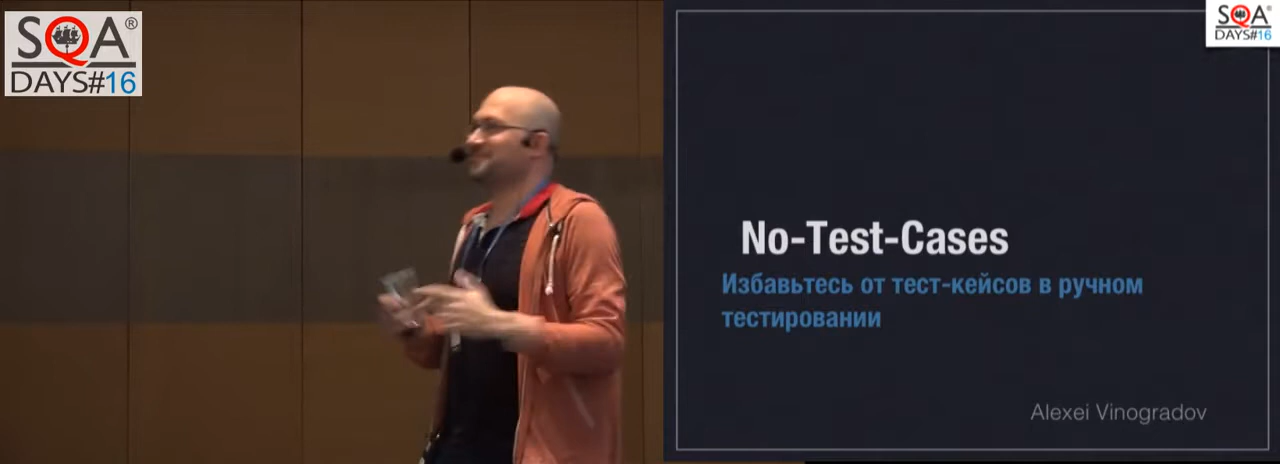 SQA®
DAYS#16
SQA®
DAYS#16
No-Test-Cases
Избавьтесь от тест-кейсов в ручном
тестировании
Alexei Vinogradov